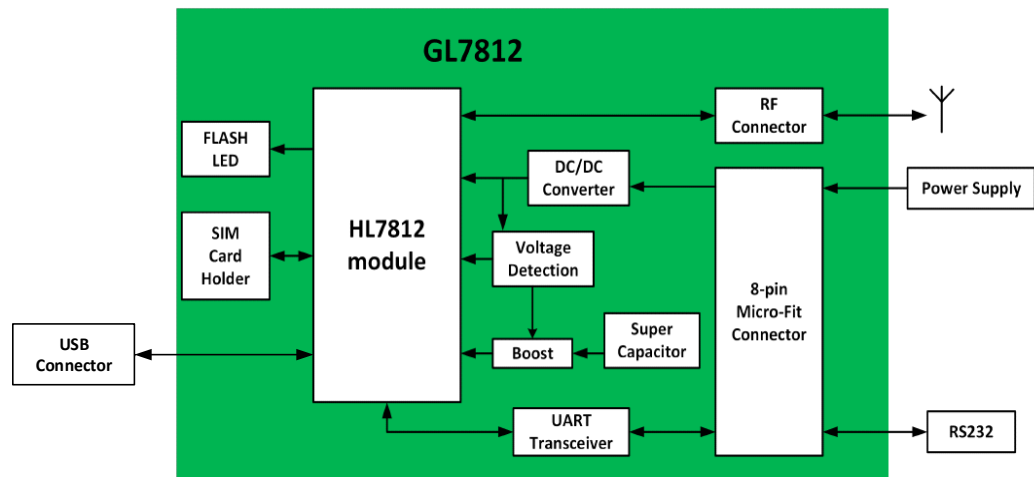 GL7812
FLASH
LED
SIM
Card
Holder
USB
Connector
HL7812
module
RF
Connector
DC/DC
Converter
Voltage
Detection
Boost
Super
Capacitor
UART
Transceiver
8-pin
Micro-Fit
Connector
Power Supply
RS232